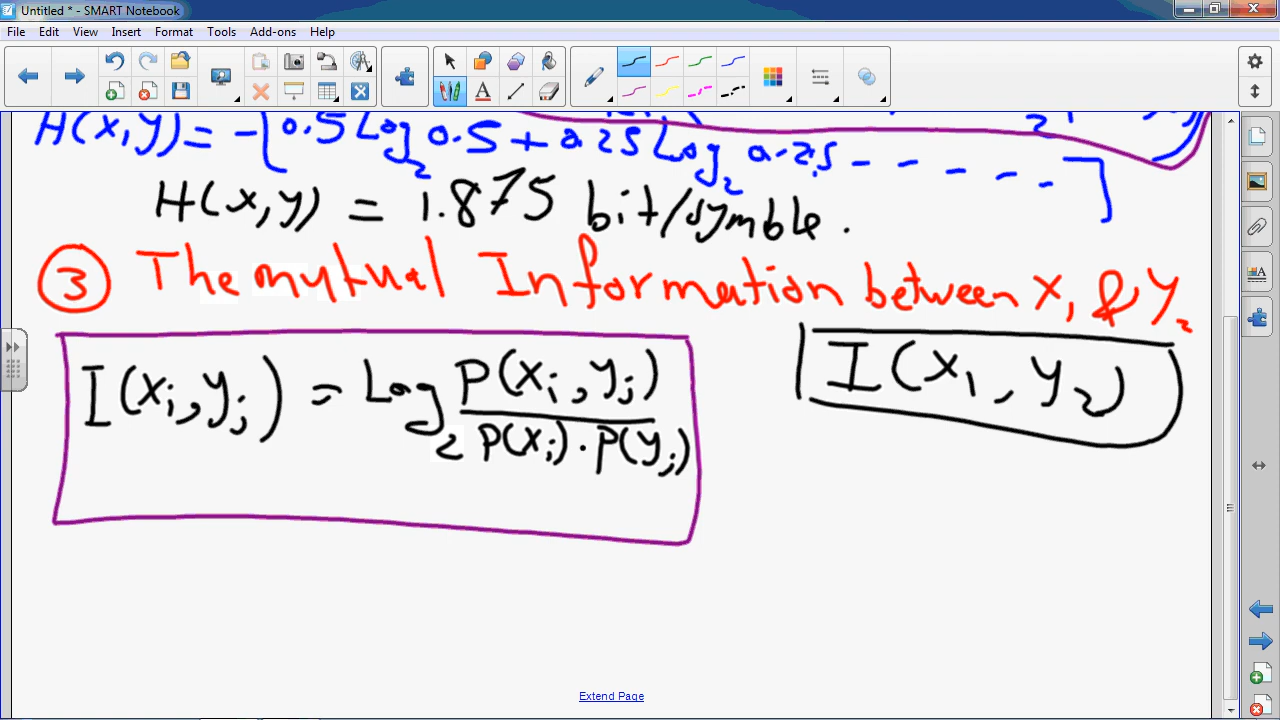 Untitled * - SMART Notebook
File Edit View Insert Format Tools Add-ons Help
H(x,y)= -[0.5 Log₂ 0.5 + 0.25 Log₂ 0.25 - - - - - ]
H(x,y) = 1.875 bit/symble.
③ The mutual Information between X₁ & Y₂
I(xᵢ,yⱼ) = Log₂ P(xᵢ,yⱼ) / P(xᵢ).P(yⱼ)
I(x₁,y₂)
Extend Page